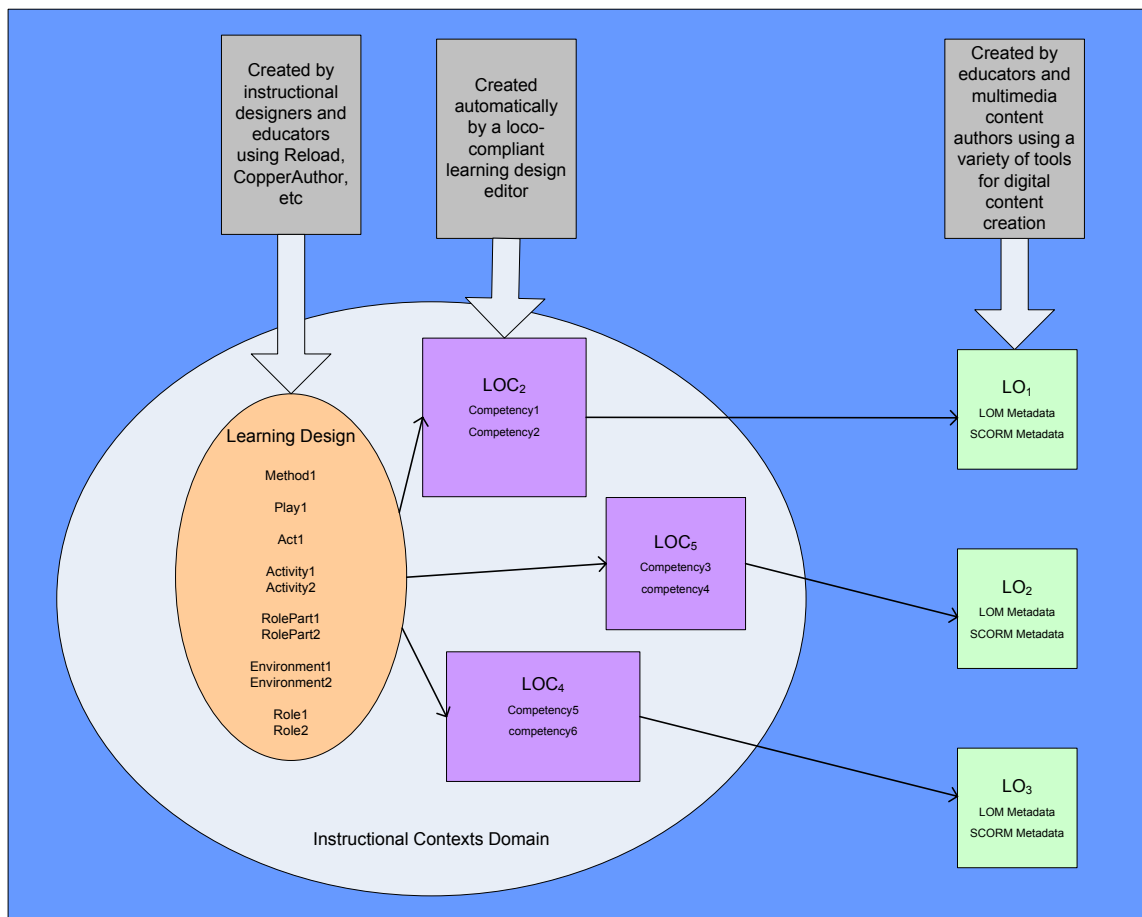 Created by
instructional
designers and
educators
using Reload,
CopperAuthor,
etc
Created
automatically
by a loco-
compliant
learning design
editor
Created by
educators and
multimedia
content
authors using a
variety of tools
for digital
content
creation
Learning Design
Method1
Play1
Act1
Activity1
Activity2
RolePart1
RolePart2
Environment1
Environment2
Role1
Role2
LOC₂
Competency1
Competency2
LOC₅
Competency3
competency4
LOC₄
Competency5
competency6
Instructional Contexts Domain
LO₁
LOM Metadata
SCORM Metadata
LO₂
LOM Metadata
SCORM Metadata
LO₃
LOM Metadata
SCORM Metadata